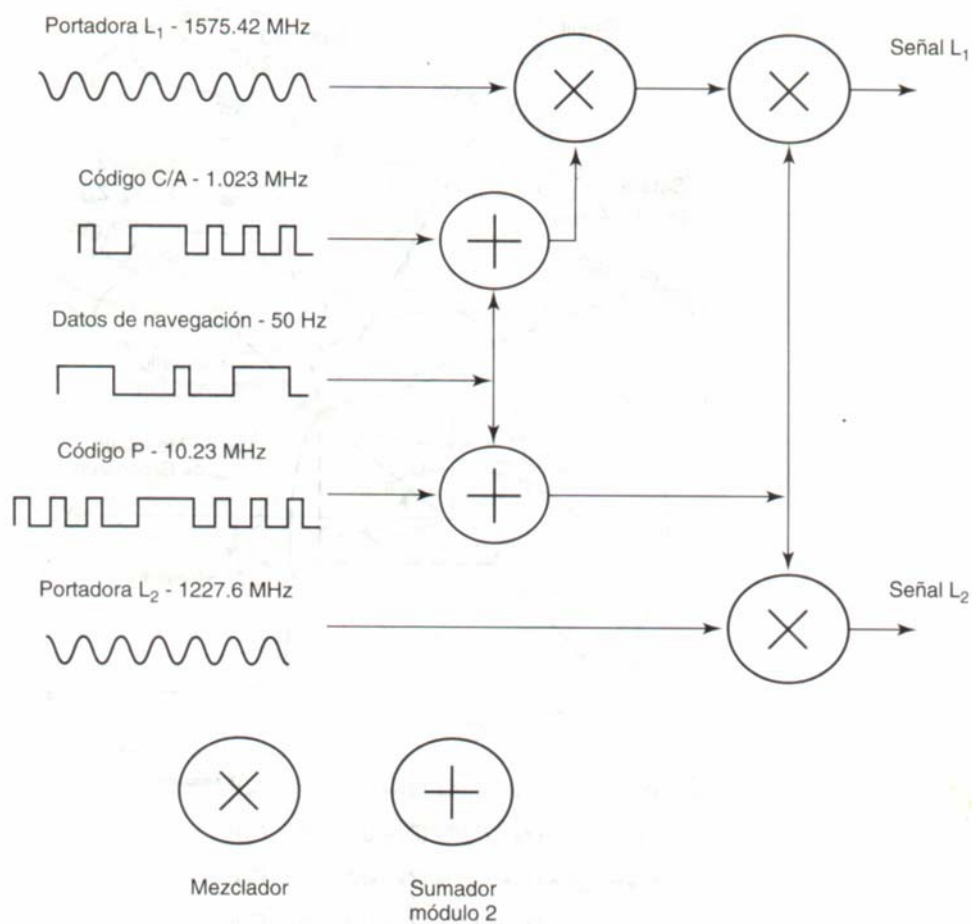 Portadora L₁ - 1575.42 MHz
Señal L₁
Código C/A - 1.023 MHz
Datos de navegación - 50 Hz
Código P - 10.23 MHz
Portadora L₂ - 1227.6 MHz
Señal L₂
Mezclador
Sumador
módulo 2